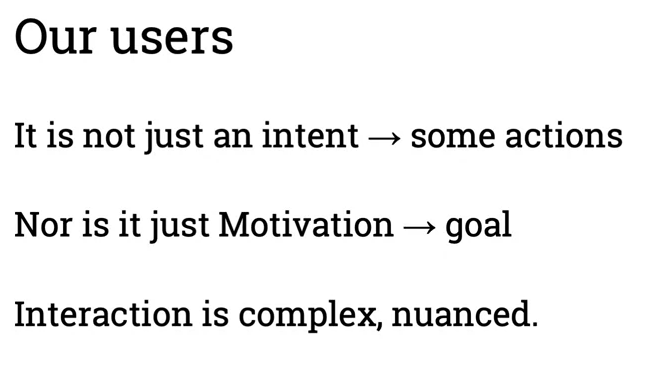 Our users
It is not just an intent → some actions
Nor is it just Motivation → goal
Interaction is complex, nuanced.